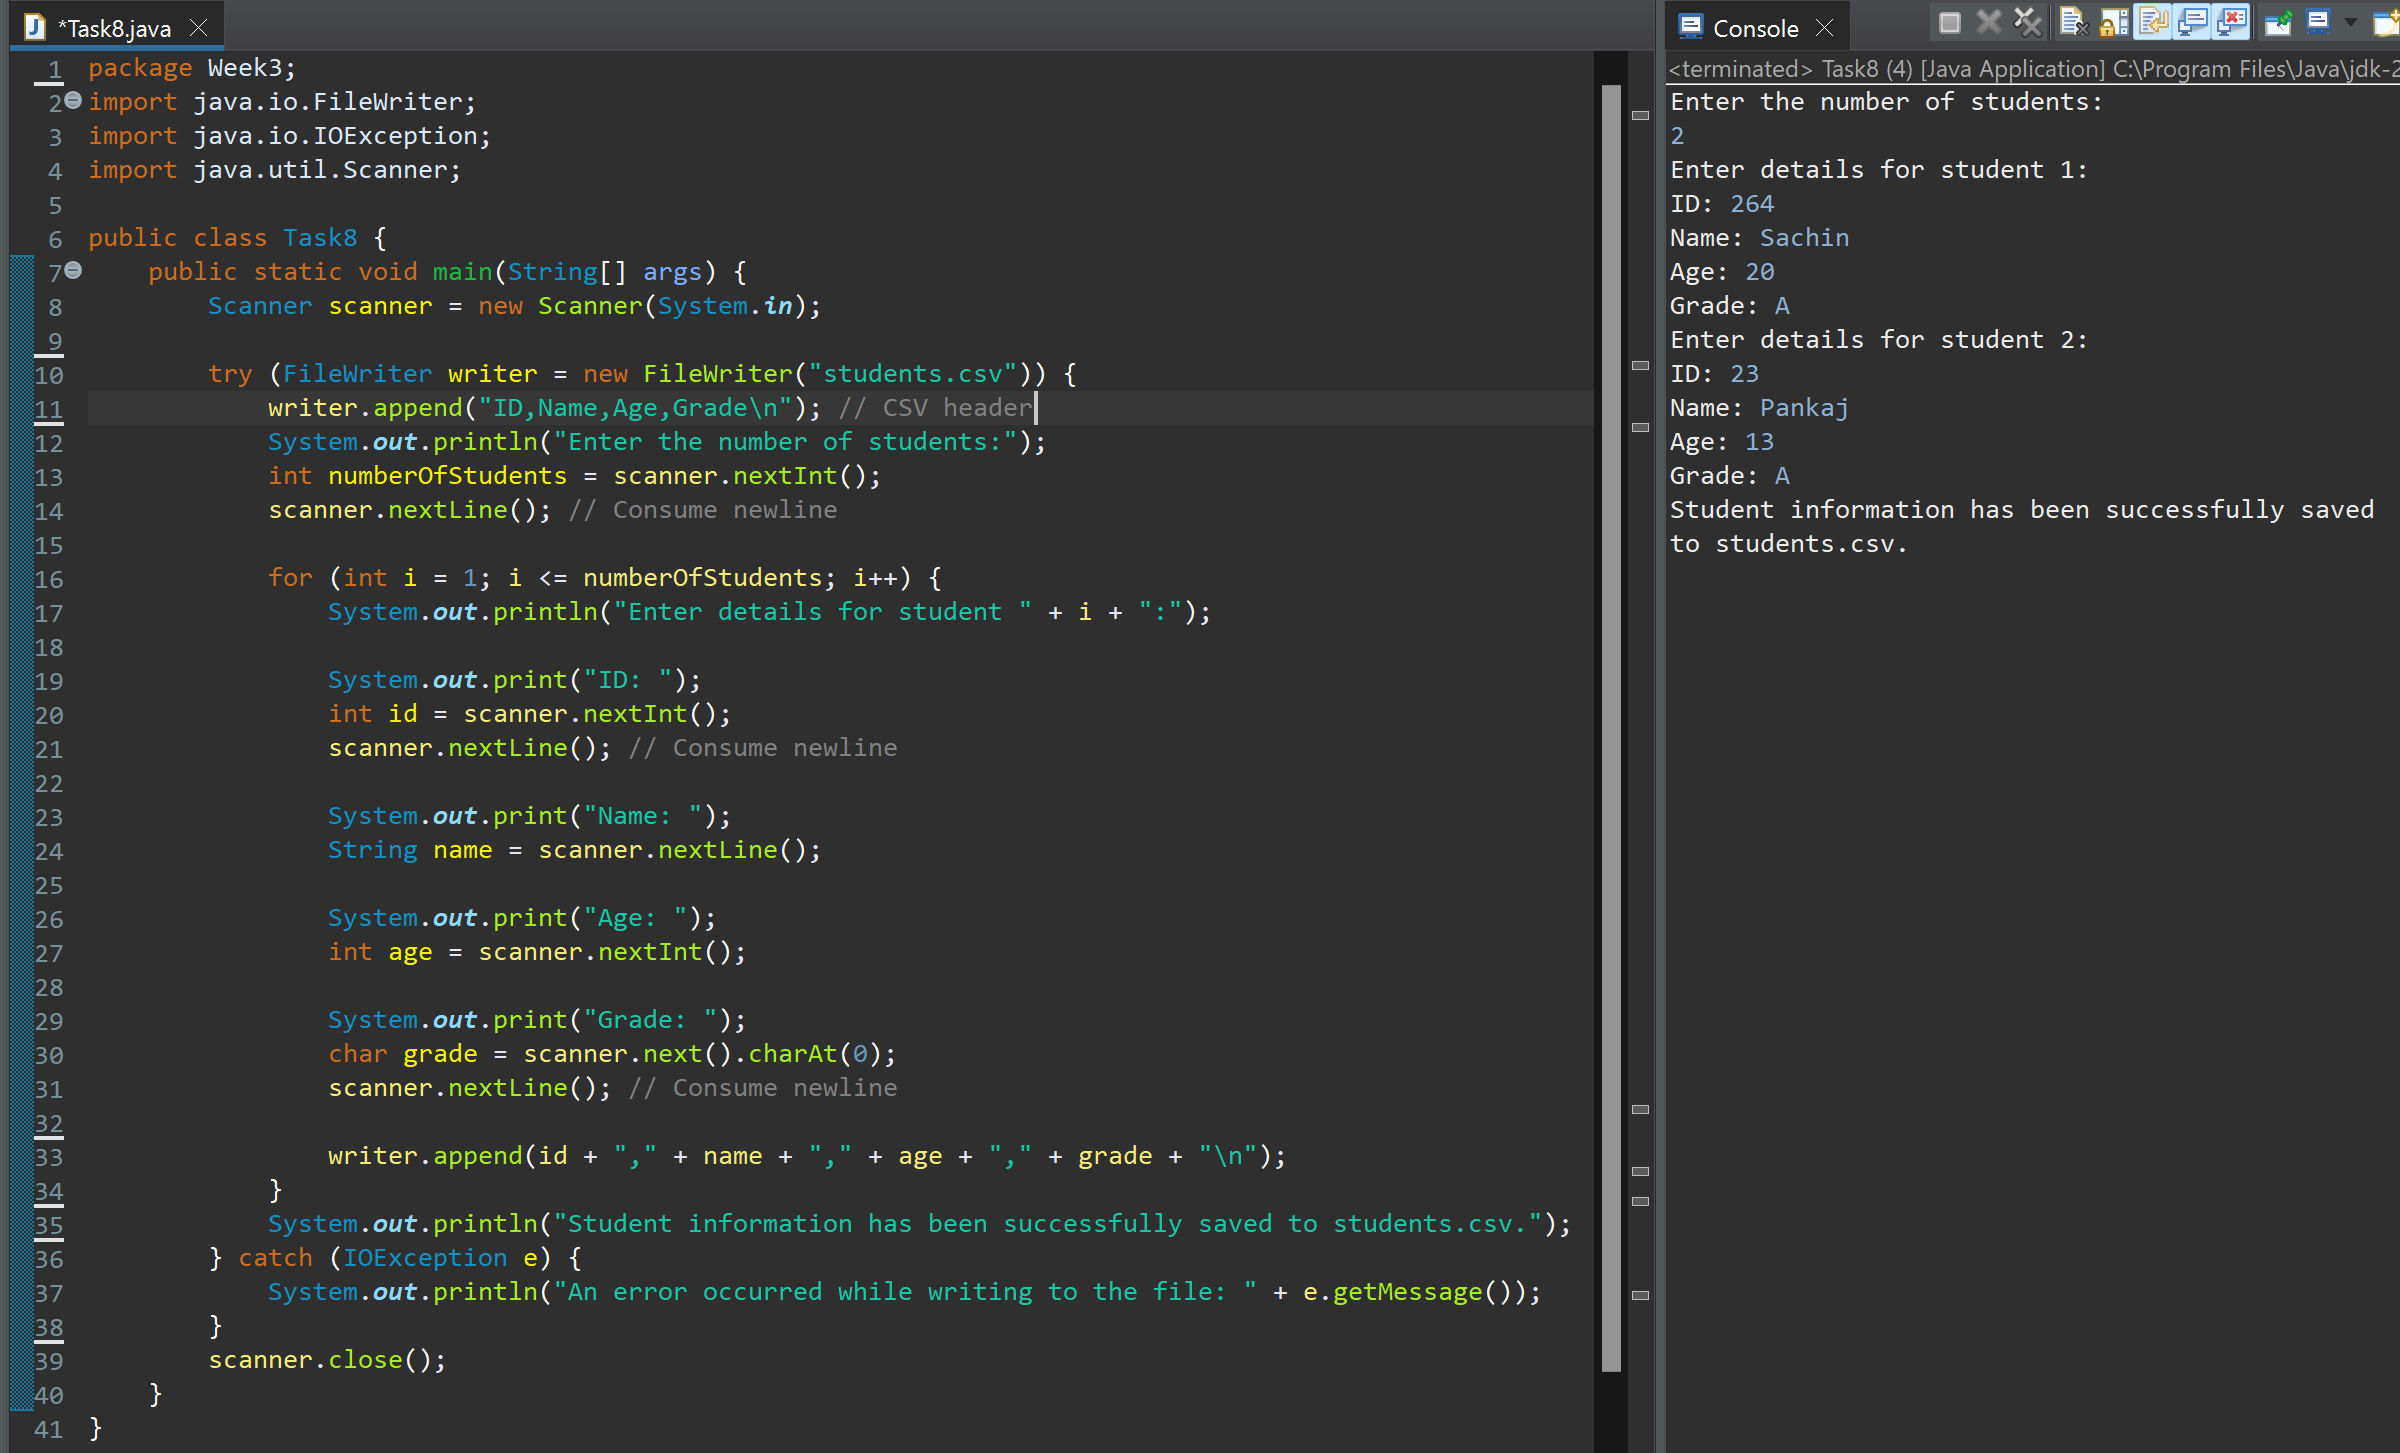 *Task8.java
1 package Week3;
2 import java.io.FileWriter;
3 import java.io.IOException;
4 import java.util.Scanner;
5
6 public class Task8 {
7     public static void main(String[] args) {
8         Scanner scanner = new Scanner(System.in);
9
10         try (FileWriter writer = new FileWriter("students.csv")) {
11             writer.append("ID,Name,Age,Grade\n"); // CSV header
12             System.out.println("Enter the number of students:");
13             int numberOfStudents = scanner.nextInt();
14             scanner.nextLine(); // Consume newline
15
16             for (int i = 1; i <= numberOfStudents; i++) {
17                 System.out.println("Enter details for student " + i + ":");
18
19                 System.out.print("ID: ");
20                 int id = scanner.nextInt();
21                 scanner.nextLine(); // Consume newline
22
23                 System.out.print("Name: ");
24                 String name = scanner.nextLine();
25
26                 System.out.print("Age: ");
27                 int age = scanner.nextInt();
28
29                 System.out.print("Grade: ");
30                 char grade = scanner.next().charAt(0);
31                 scanner.nextLine(); // Consume newline
32
33                 writer.append(id + "," + name + "," + age + "," + grade + "\n");
34             }
35             System.out.println("Student information has been successfully saved to students.csv.");
36         } catch (IOException e) {
37             System.out.println("An error occurred while writing to the file: " + e.getMessage());
38         }
39         scanner.close();
40     }
41 }
Console
<terminated> Task8 (4) [Java Application] C:\Program Files\Java\jdk-2
Enter the number of students:
2
Enter details for student 1:
ID: 264
Name: Sachin
Age: 20
Grade: A
Enter details for student 2:
ID: 23
Name: Pankaj
Age: 13
Grade: A
Student information has been successfully saved
to students.csv.